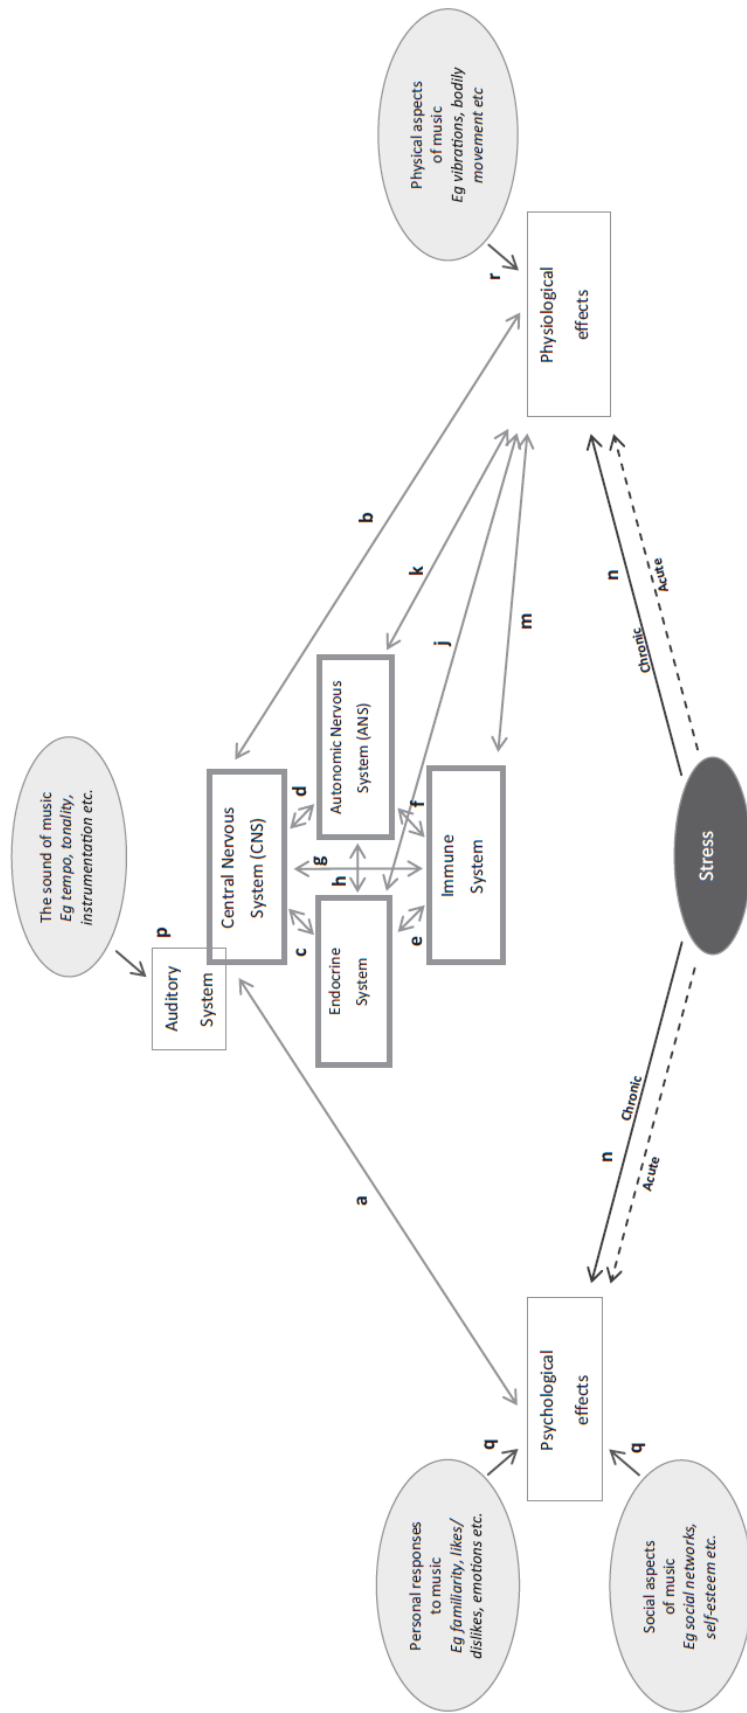 The sound of music
Eg tempo, tonality,
instrumentation etc.
p
Auditory
System
Central Nervous
System (CNS)
a
b
c
d
g
h
Endocrine
System
Autonomic Nervous
System (ANS)
e
f
Immune
System
k
j
m
Personal responses
to music
Eg familiarity, likes/
dislikes, emotions etc.
q
Physical aspects
of music
Eg vibrations, bodily
movement etc
r
Psychological
effects
Physiological
effects
q
Social aspects
of music
Eg social networks,
self-esteem etc.
n
Chronic
Acute
n
Chronic
Acute
Stress